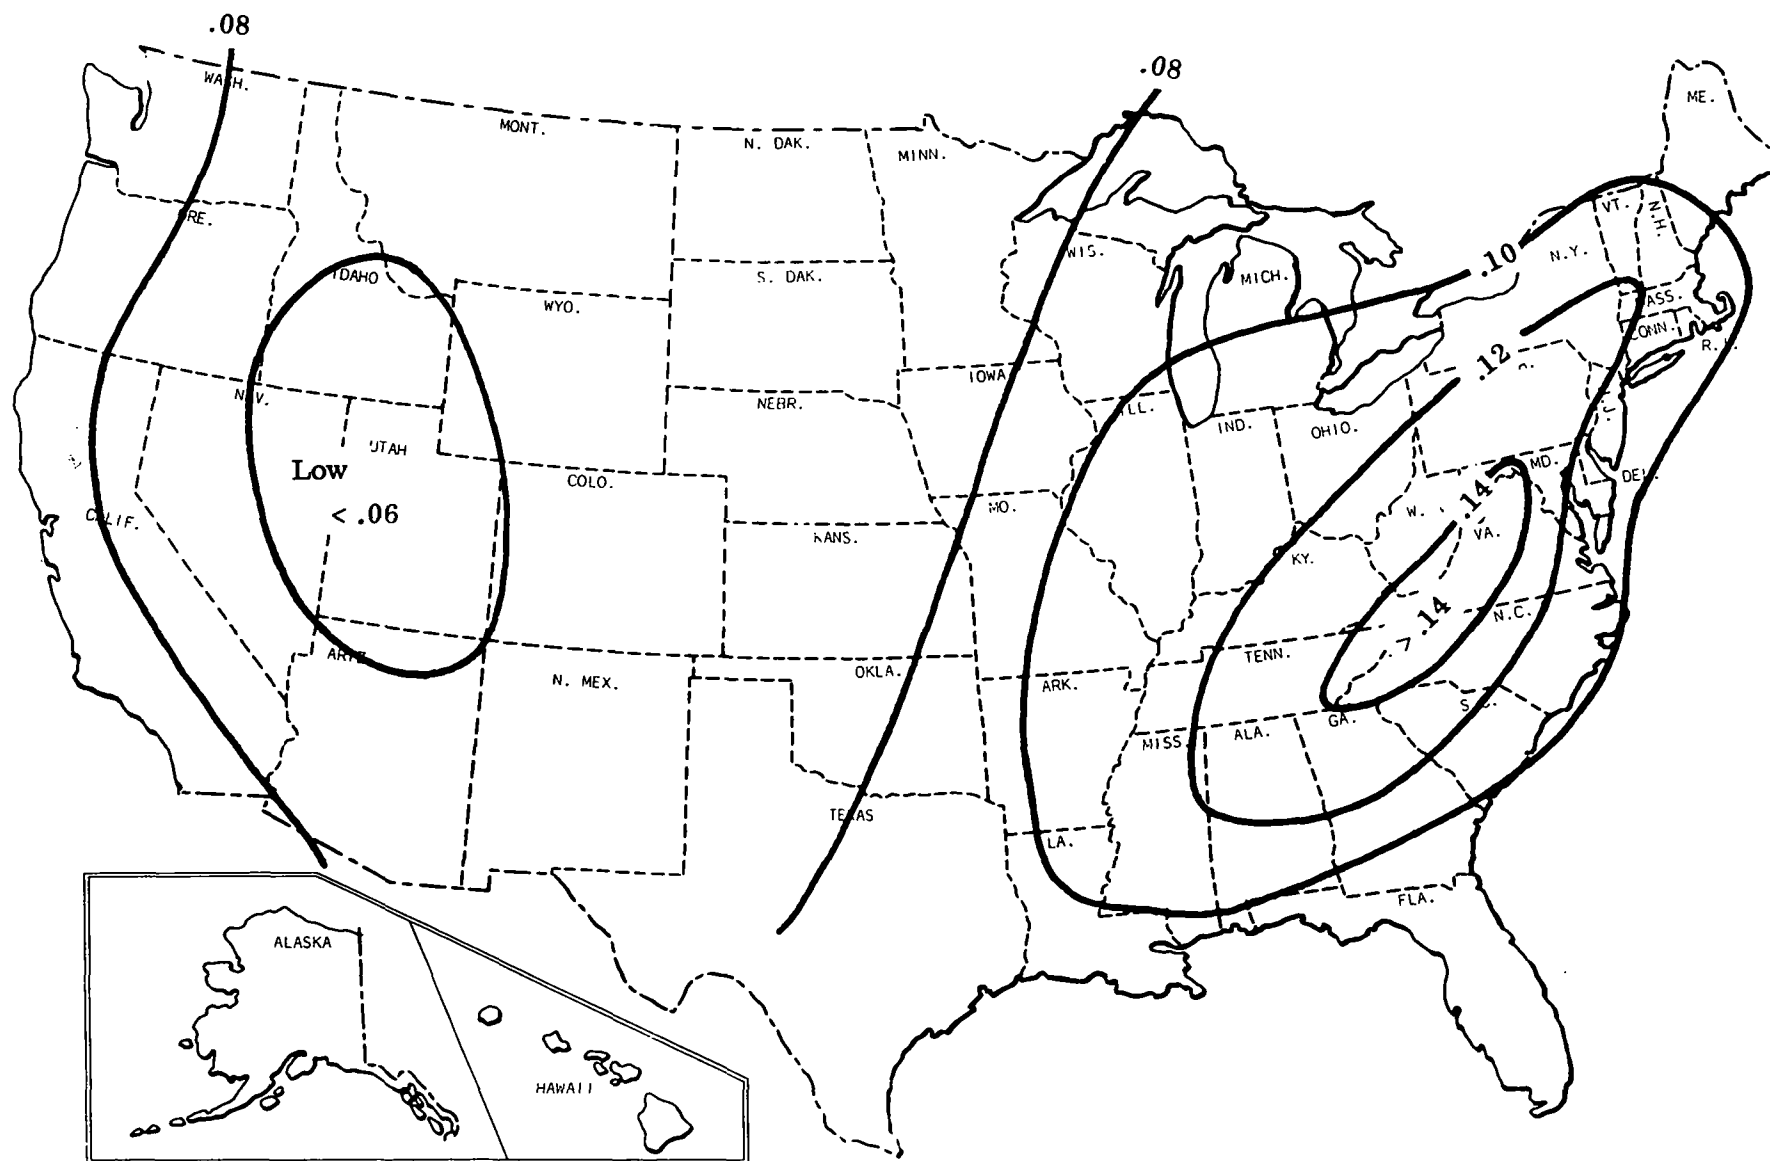 .08
.08
WASH.
ME.
MONT.
N. DAK.
MINN.
VT.
N.H.
ORE.
WIS.
N.Y.
.10
IDAHO
S. DAK.
MICH.
WYO.
MASS.
CONN.
R.I.
.12
IOWA
NEV.
NEBR.
ILL.
IND.
OHIO.
N.J.
UTAH
Low
COLO.
MD.
DEL.
.14
< .06
CALIF.
MO.
W.
VA.
KANS.
KY.
> .14
N.C.
ARIZ
N. MEX.
OKLA.
ARK.
TENN.
S.C.
GA.
MISS.
ALA.
TEXAS
LA.
FLA.
ALASKA
HAWAII